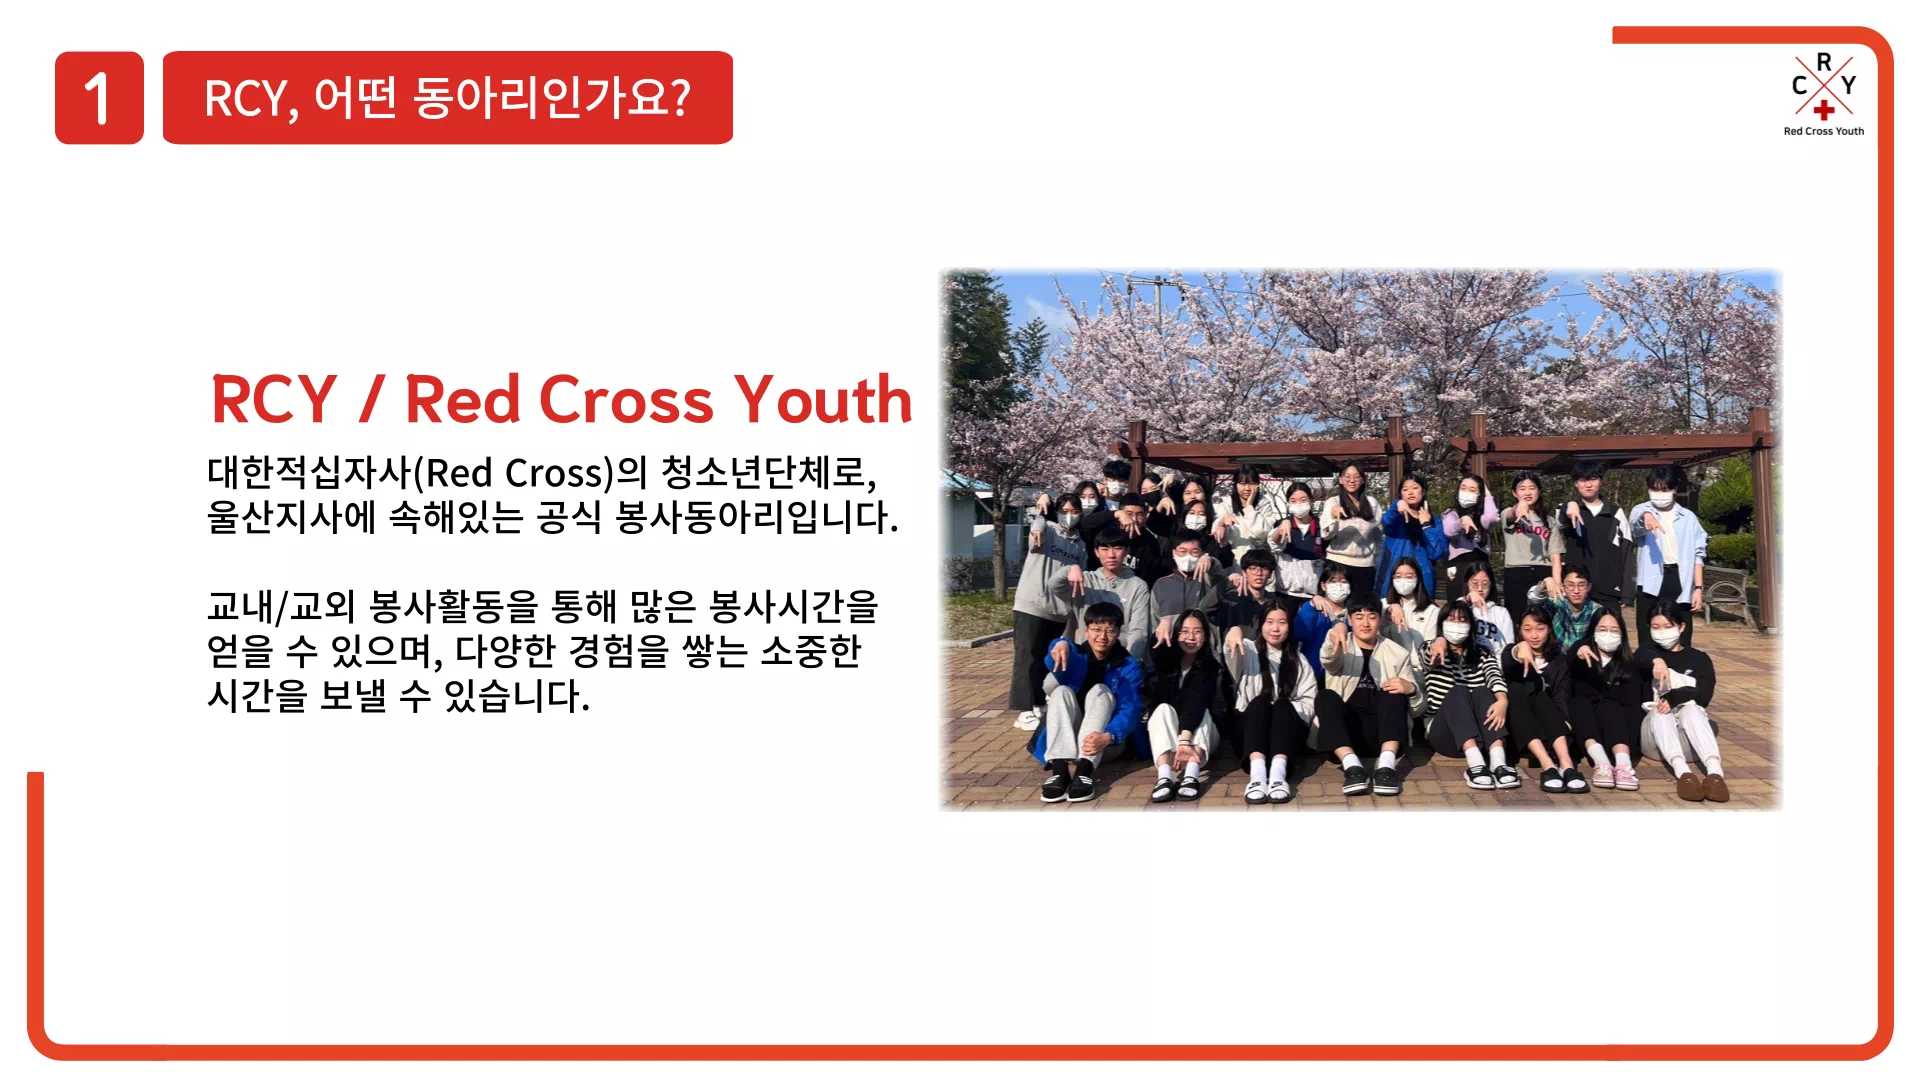 1
RCY, 어떤 동아리인가요?
R
C Y
Red Cross Youth
RCY / Red Cross Youth
대한적십자사(Red Cross)의 청소년단체로,
울산지사에 속해있는 공식 봉사동아리입니다.
교내/교외 봉사활동을 통해 많은 봉사시간을
얻을 수 있으며, 다양한 경험을 쌓는 소중한
시간을 보낼 수 있습니다.